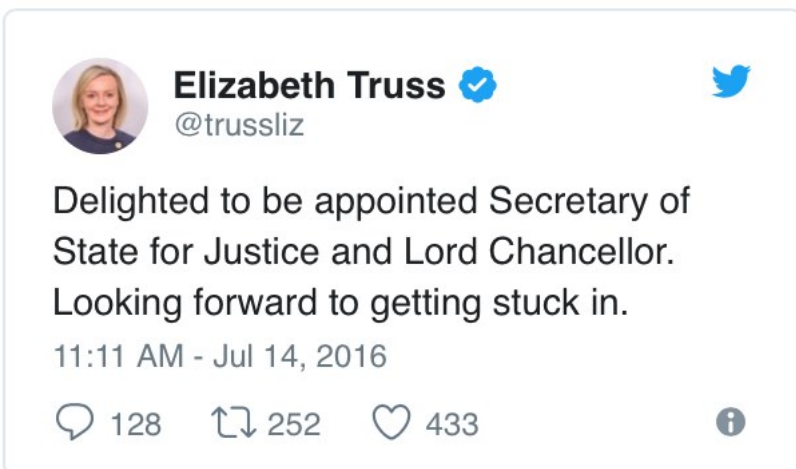 Elizabeth Truss
@trussliz
Delighted to be appointed Secretary of
State for Justice and Lord Chancellor.
Looking forward to getting stuck in.
11:11 AM - Jul 14, 2016
128 252 433